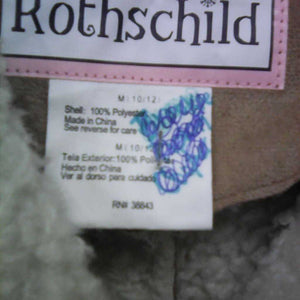 Rothschild
M(10/12)
Shell: 100% Polyester
Made in China
See reverse for care
M(10/12
Tela Exterior: 100% Poliester
Hecho en China
Ver al dorso para cuidado
RN# 38843